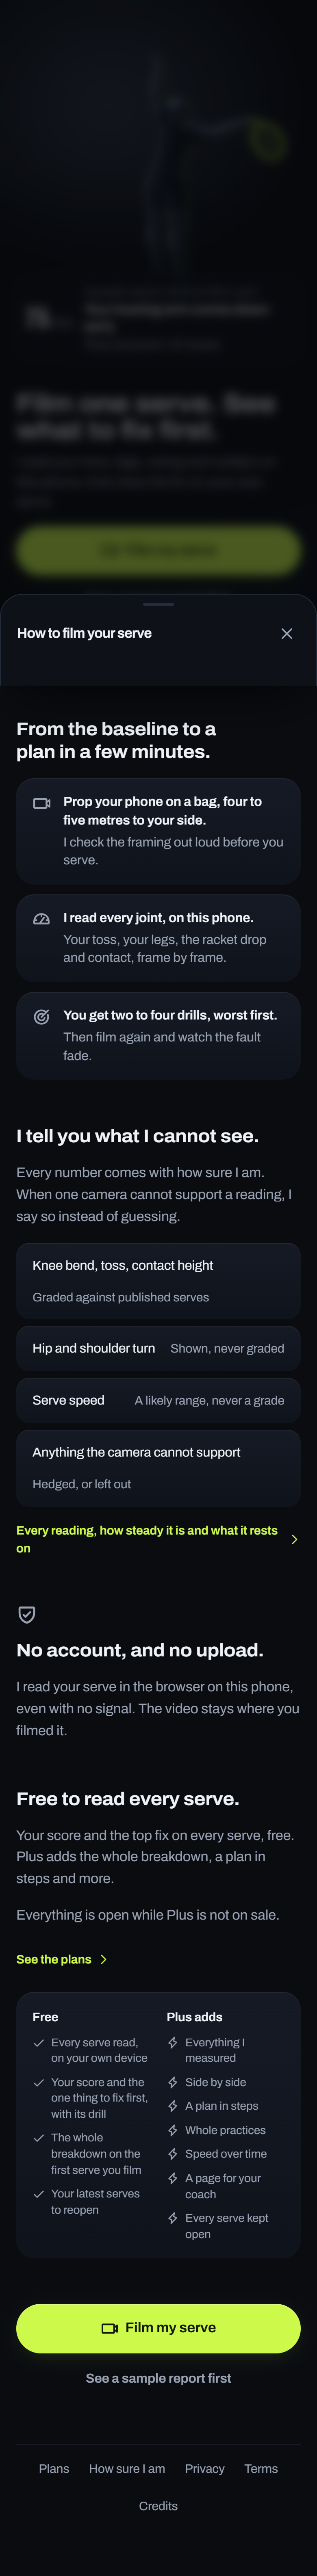 Film one serve. See
what to fix first.
How to film your serve
From the baseline to a
plan in a few minutes.
Prop your phone on a bag, four to
five metres to your side.
I check the framing out loud before you
serve.
I read every joint, on this phone.
Your toss, your legs, the racket drop
and contact, frame by frame.
You get two to four drills, worst first.
Then film again and watch the fault
fade.
I tell you what I cannot see.
Every number comes with how sure I am.
When one camera cannot support a reading, I
say so instead of guessing.
Knee bend, toss, contact height
Graded against published serves
Hip and shoulder turn Shown, never graded
Serve speed A likely range, never a grade
Anything the camera cannot support
Hedged, or left out
Every reading, how steady it is and what it rests
on
No account, and no upload.
I read your serve in the browser on this phone,
even with no signal. The video stays where you
filmed it.
Free to read every serve.
Your score and the top fix on every serve, free.
Plus adds the whole breakdown, a plan in
steps and more.
Everything is open while Plus is not on sale.
See the plans
Free
Every serve read,
on your own device
Your score and the
one thing to fix first,
with its drill
The whole
breakdown on the
first serve you film
Your latest serves
to reopen
Plus adds
Everything I
measured
Side by side
A plan in steps
Whole practices
Speed over time
A page for your
coach
Every serve kept
open
Film my serve
See a sample report first
Plans How sure I am Privacy Terms
Credits